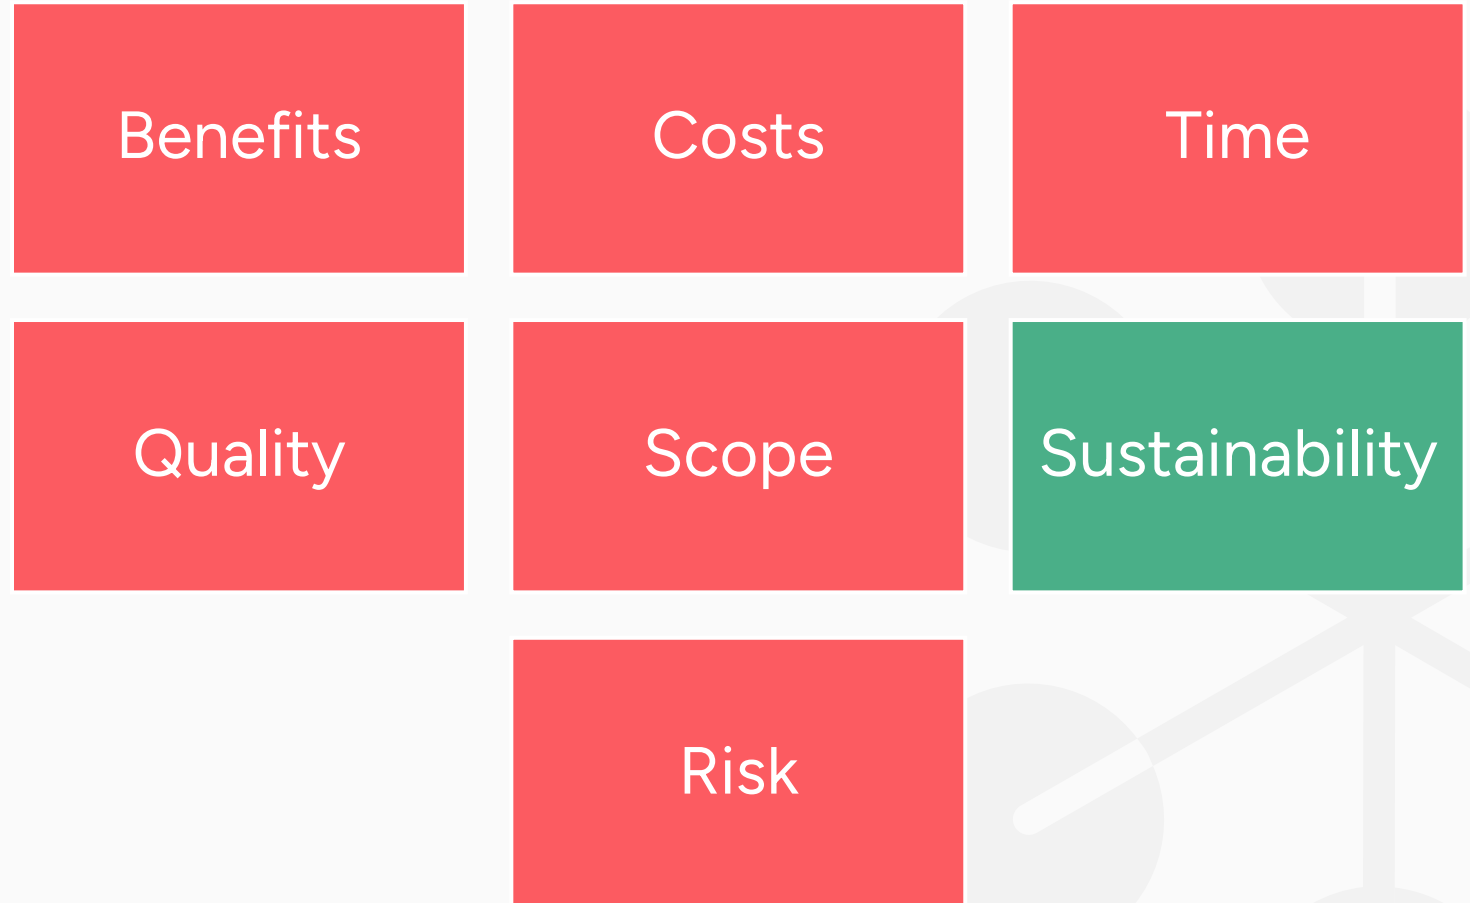 Benefits
Costs
Time
Quality
Scope
Sustainability
Risk